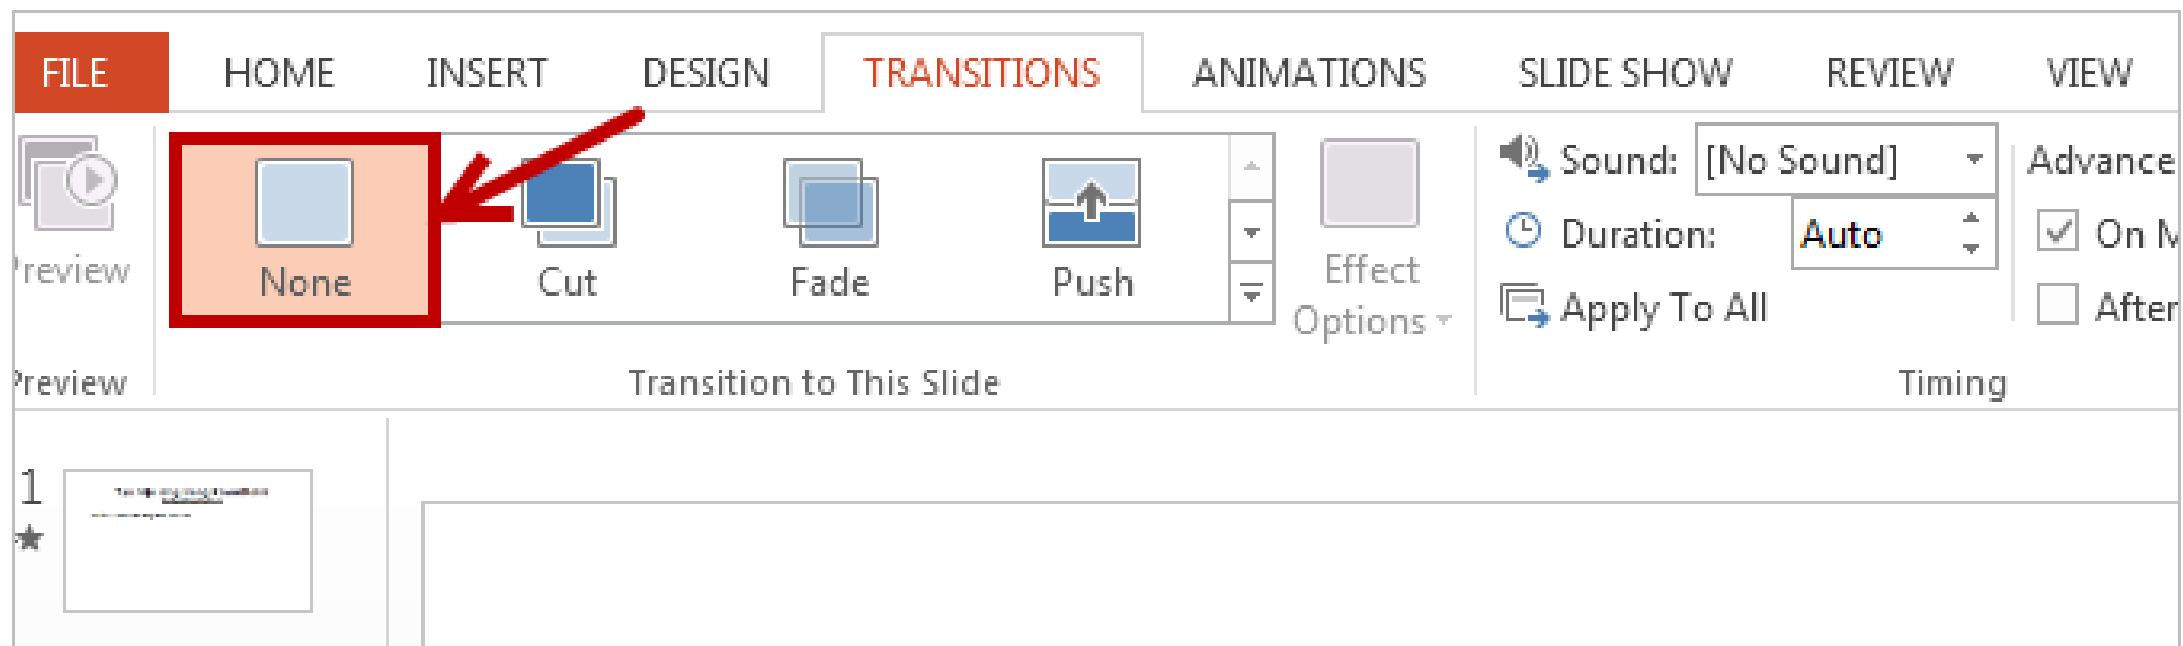 FILE HOME INSERT DESIGN TRANSITIONS ANIMATIONS SLIDE SHOW REVIEW VIEW
Sound: [No Sound] Advance
Duration: Auto On M
review None Cut Fade Push Effect
Options Apply To All After
Preview Transition to This Slide Timing
1